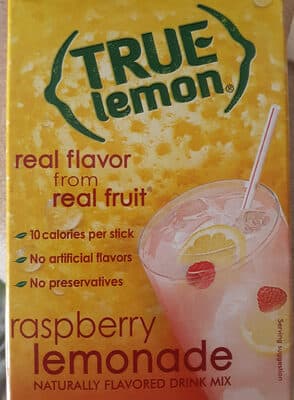 TRUE
lemon®
real flavor
from
real fruit®
10 calories per stick
No artificial flavors
No preservatives
raspberry
lemonade
NATURALLY FLAVORED DRINK MIX
Serving suggestion